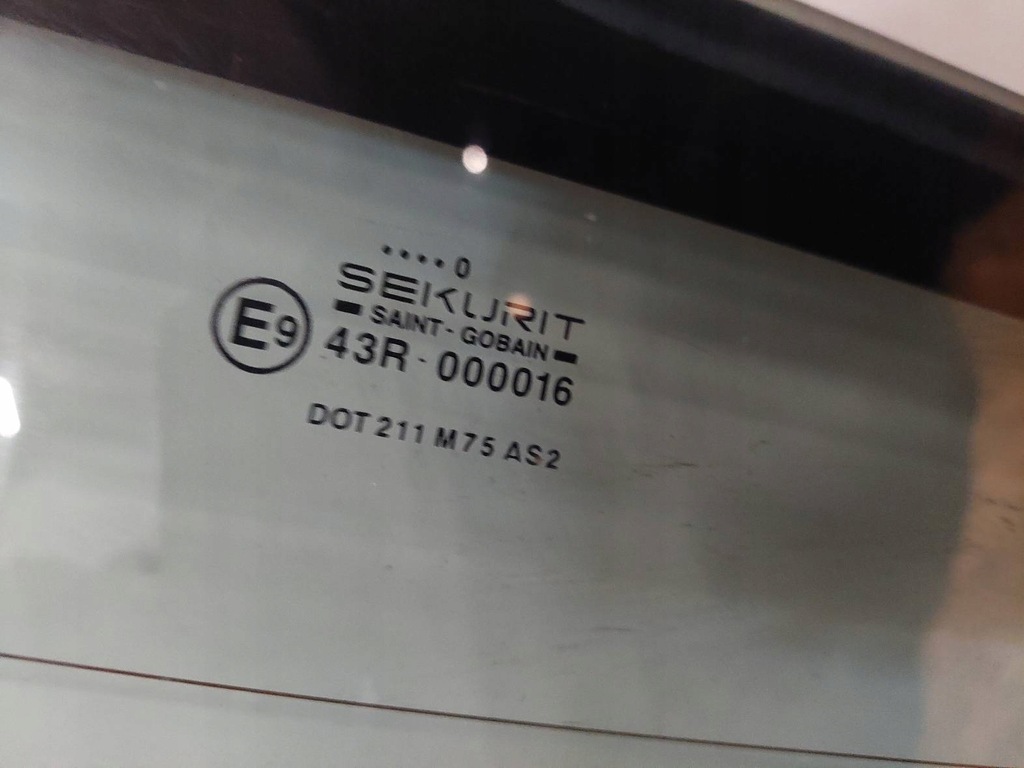 ....0
SEKURIT
SAINT-GOBAIN
E9 43R-000016
DOT 211 M75 AS2